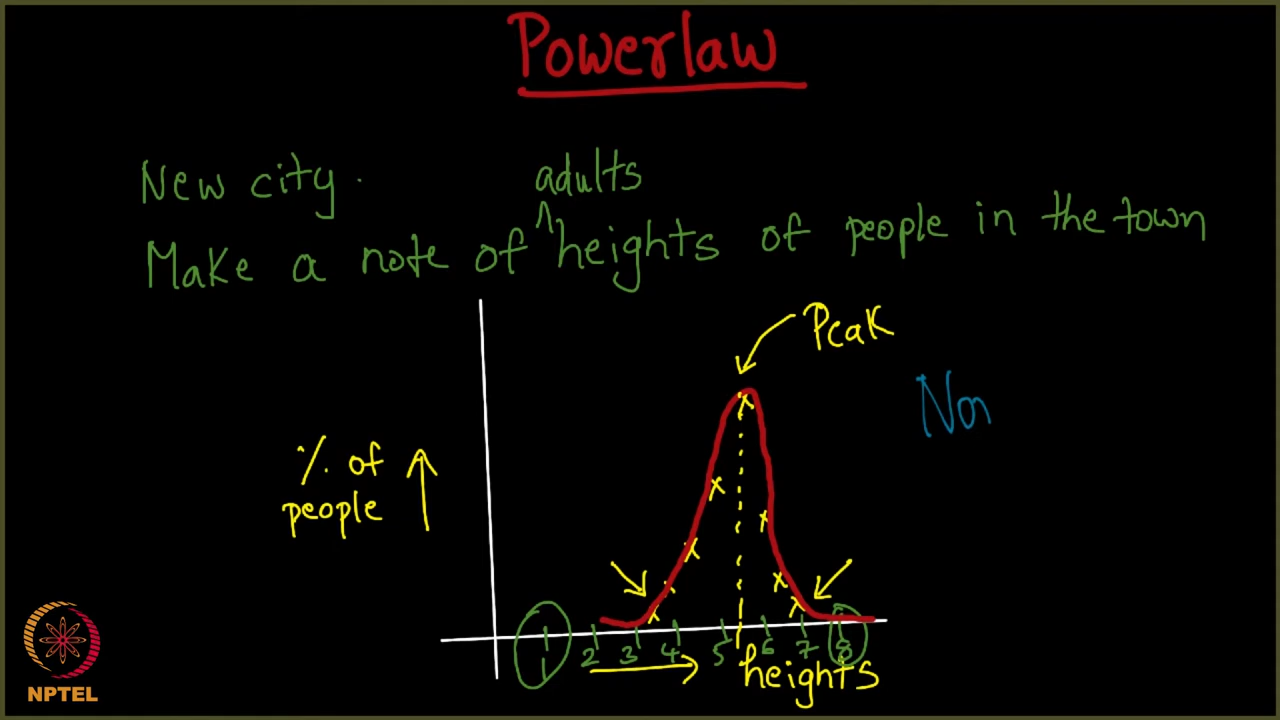 Powerlaw
New city.
adults
Make a note of ^ heights of people in the town
Peak
Nor
% of
people
1 2 3 4 5 6 7 8
heights
NPTEL